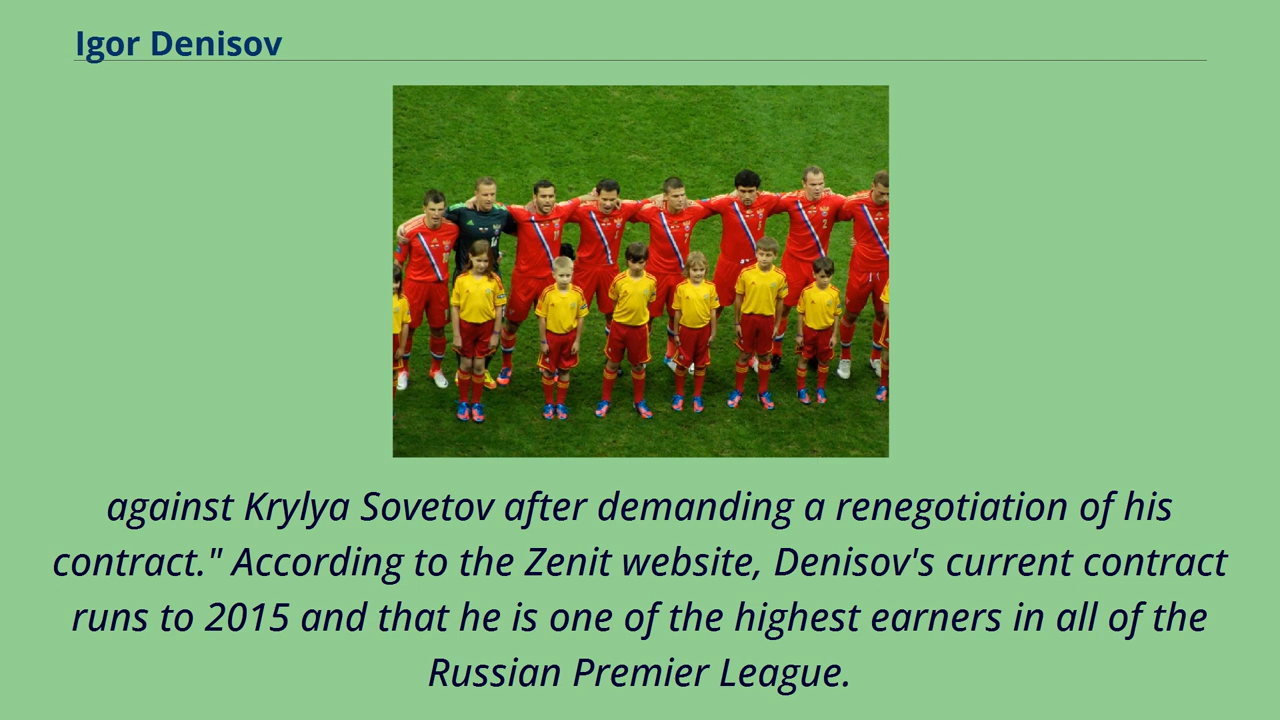 Igor Denisov
against Krylya Sovetov after demanding a renegotiation of his
contract." According to the Zenit website, Denisov's current contract
runs to 2015 and that he is one of the highest earners in all of the
Russian Premier League.